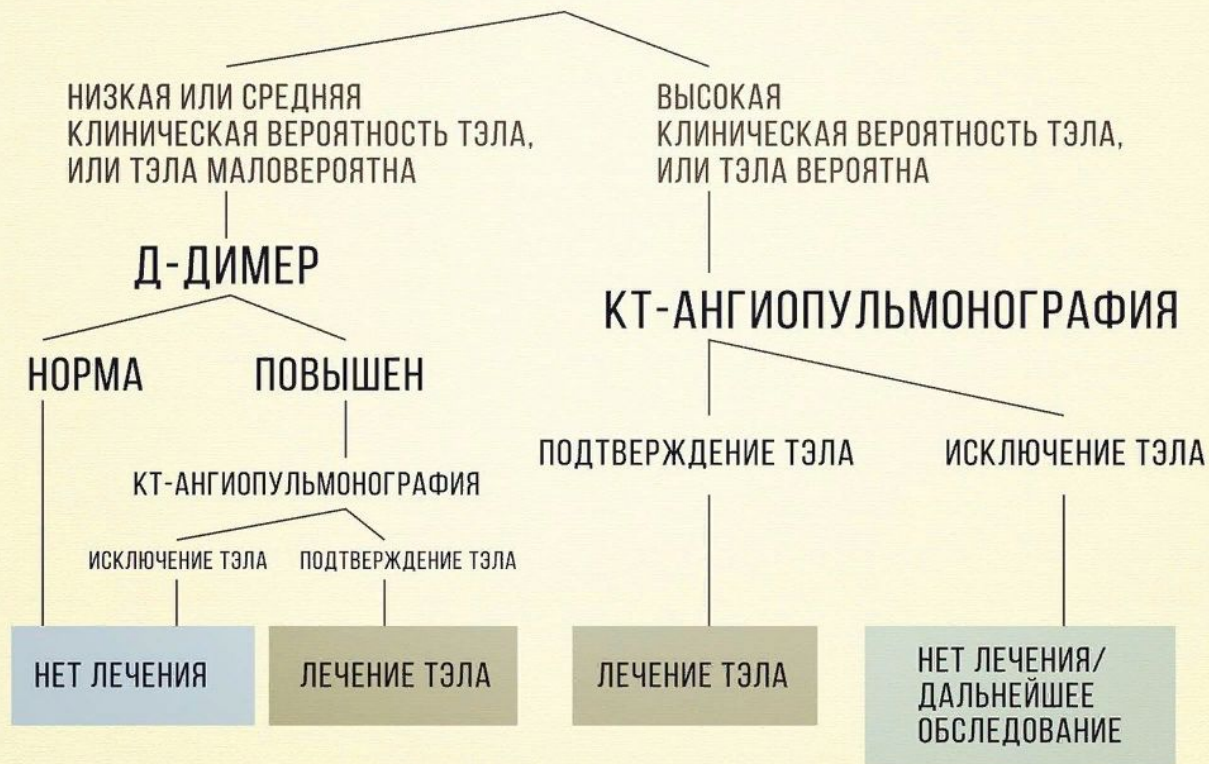 НИЗКАЯ ИЛИ СРЕДНЯЯ
КЛИНИЧЕСКАЯ ВЕРОЯТНОСТЬ ТЭЛА,
ИЛИ ТЭЛА МАЛОВЕРОЯТНА
ВЫСОКАЯ
КЛИНИЧЕСКАЯ ВЕРОЯТНОСТЬ ТЭЛА,
ИЛИ ТЭЛА ВЕРОЯТНА
Д-ДИМЕР
КТ-АНГИОПУЛЬМОНОГРАФИЯ
НОРМА
ПОВЫШЕН
ПОДТВЕРЖДЕНИЕ ТЭЛА
ИСКЛЮЧЕНИЕ ТЭЛА
КТ-АНГИОПУЛЬМОНОГРАФИЯ
ИСКЛЮЧЕНИЕ ТЭЛА
ПОДТВЕРЖДЕНИЕ ТЭЛА
НЕТ ЛЕЧЕНИЯ
ЛЕЧЕНИЕ ТЭЛА
ЛЕЧЕНИЕ ТЭЛА
НЕТ ЛЕЧЕНИЯ/
ДАЛЬНЕЙШЕЕ
ОБСЛЕДОВАНИЕ